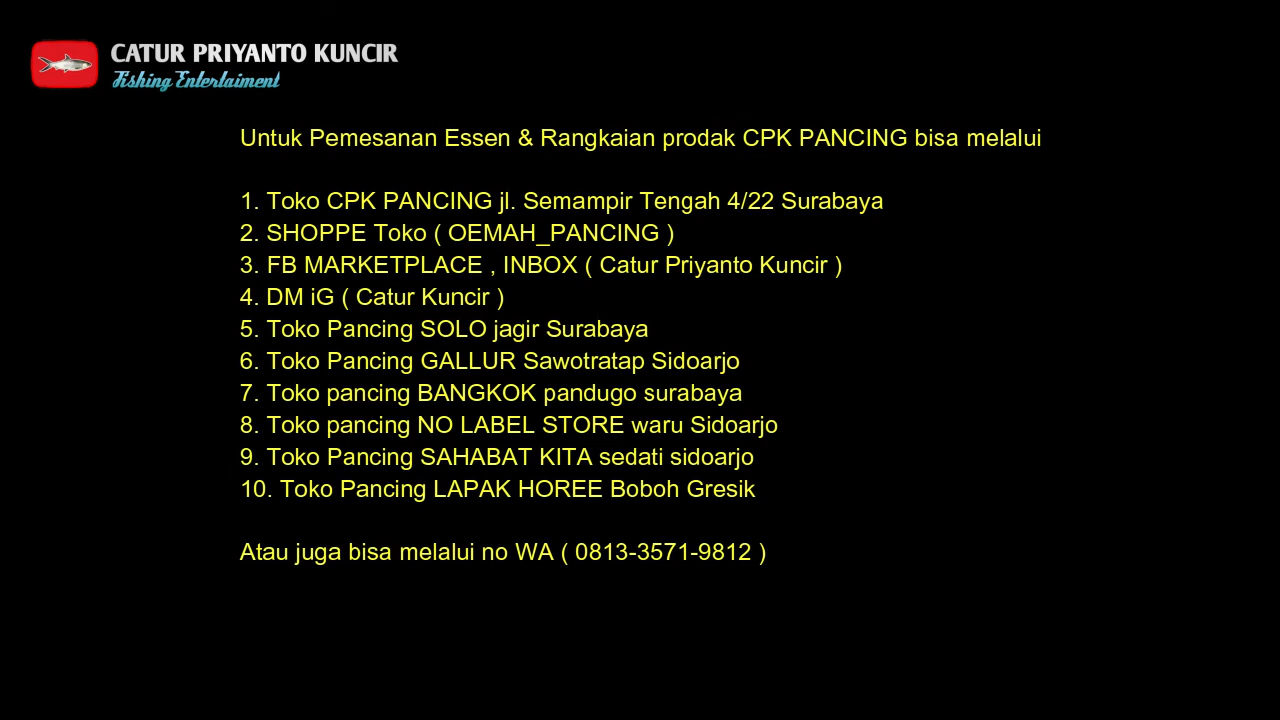 CATUR PRIYANTO KUNCIR
Fishing Entertaiment
Untuk Pemesanan Essen & Rangkaian prodak CPK PANCING bisa melalui
1. Toko CPK PANCING jl. Semampir Tengah 4/22 Surabaya
2. SHOPPE Toko ( OEMAH_PANCING )
3. FB MARKETPLACE , INBOX ( Catur Priyanto Kuncir )
4. DM iG ( Catur Kuncir )
5. Toko Pancing SOLO jagir Surabaya
6. Toko Pancing GALLUR Sawotratap Sidoarjo
7. Toko pancing BANGKOK pandugo surabaya
8. Toko pancing NO LABEL STORE waru Sidoarjo
9. Toko Pancing SAHABAT KITA sedati sidoarjo
10. Toko Pancing LAPAK HOREE Boboh Gresik
Atau juga bisa melalui no WA ( 0813-3571-9812 )